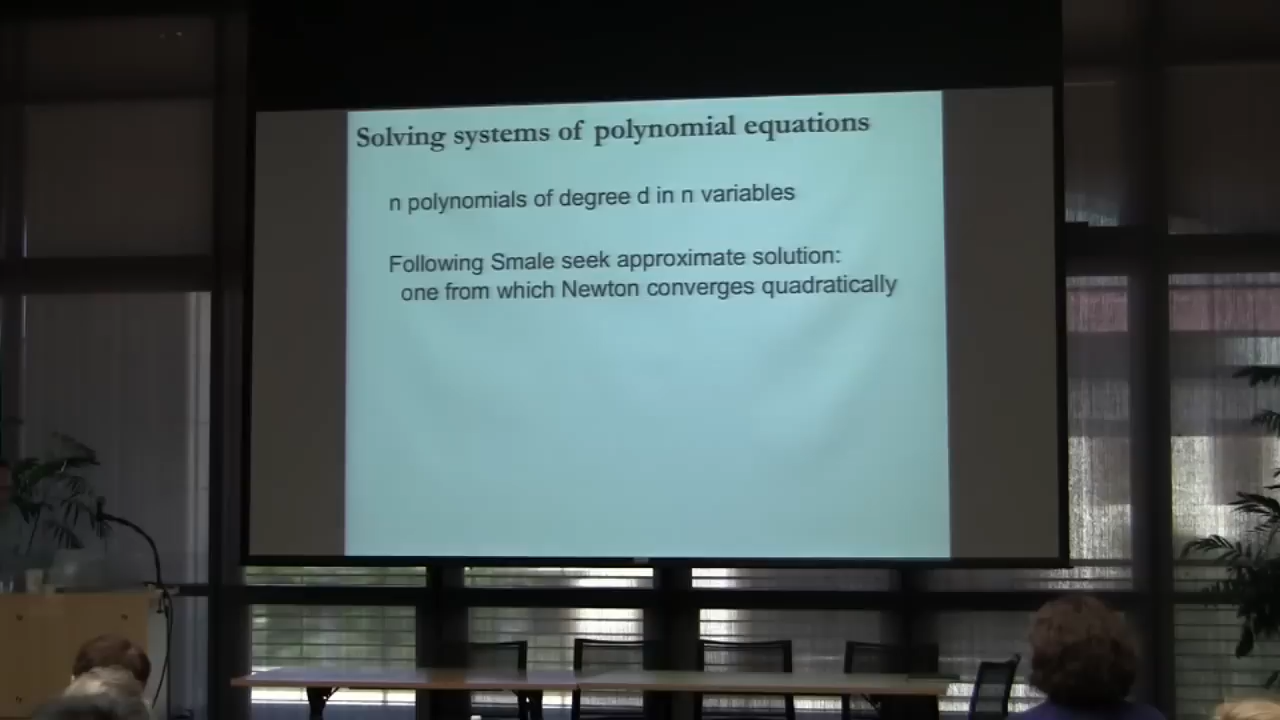 Solving systems of polynomial equations
n polynomials of degree d in n variables
Following Smale seek approximate solution:
one from which Newton converges quadratically